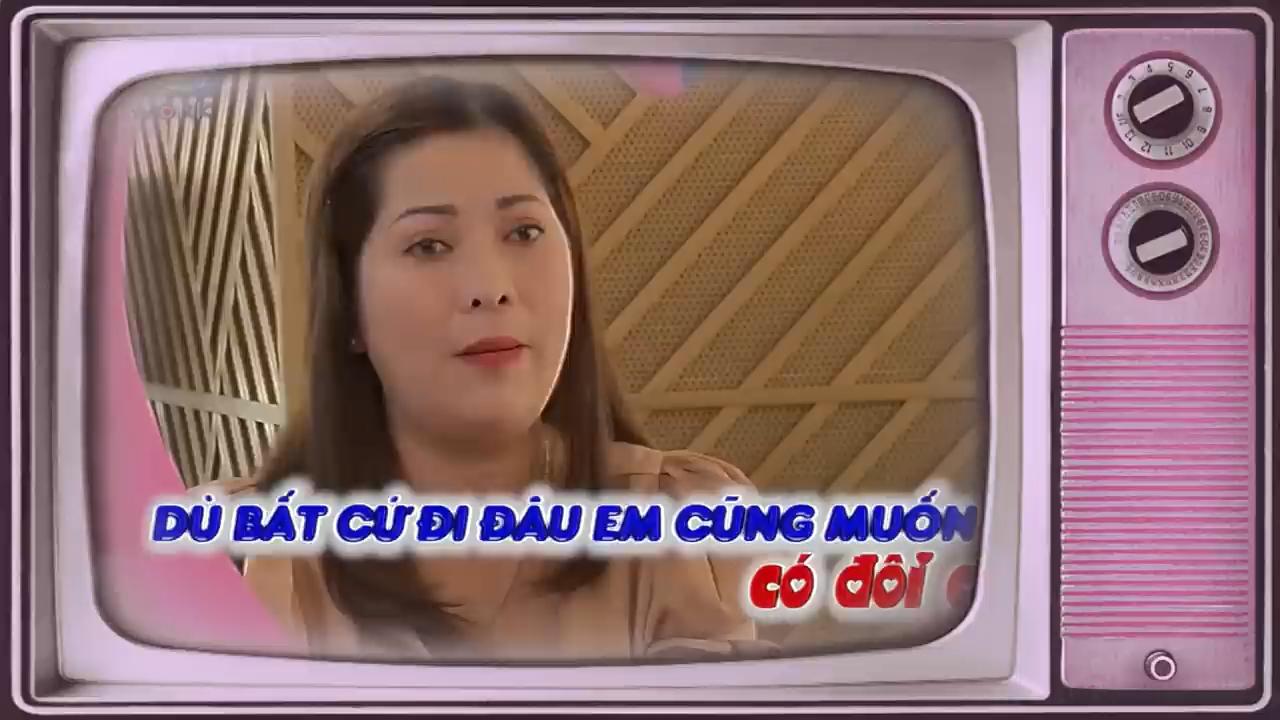 DÙ BẤT CỨ ĐI ĐÂU EM CŨNG MUỐN
CÓ ĐÔI